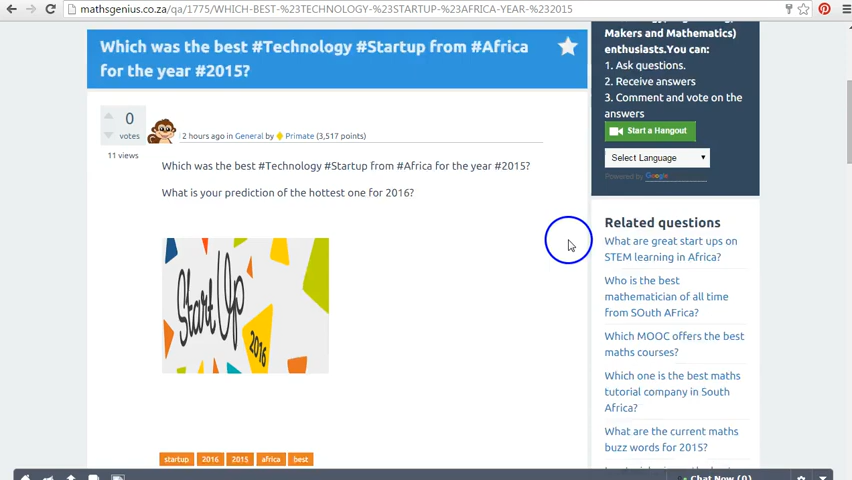 mathsgenius.co.za/qa/1775/WHICH-BEST-%23TECHNOLOGY-%23STARTUP-%23AFRICA-YEAR-%232015
Which was the best #Technology #Startup from #Africa
for the year #2015?
0
votes
11 views
2 hours ago in General by Primate (3,517 points)
Which was the best #Technology #Startup from #Africa for the year #2015?
What is your prediction of the hottest one for 2016?
Start Up
2016
startup
2016
2015
africa
best
Makers and Mathematics)
enthusiasts.You can:
1. Ask questions.
2. Receive answers
3. Comment and vote on the
answers
Start a Hangout
Select Language
Powered by Google
Related questions
What are great start ups on
STEM learning in Africa?
Who is the best
mathematician of all time
from SOuth AFrica?
Which MOOC offers the best
maths courses?
Which one is the best maths
tutorial company in South
Africa?
What are the current maths
buzz words for 2015?
Chat Now (0)